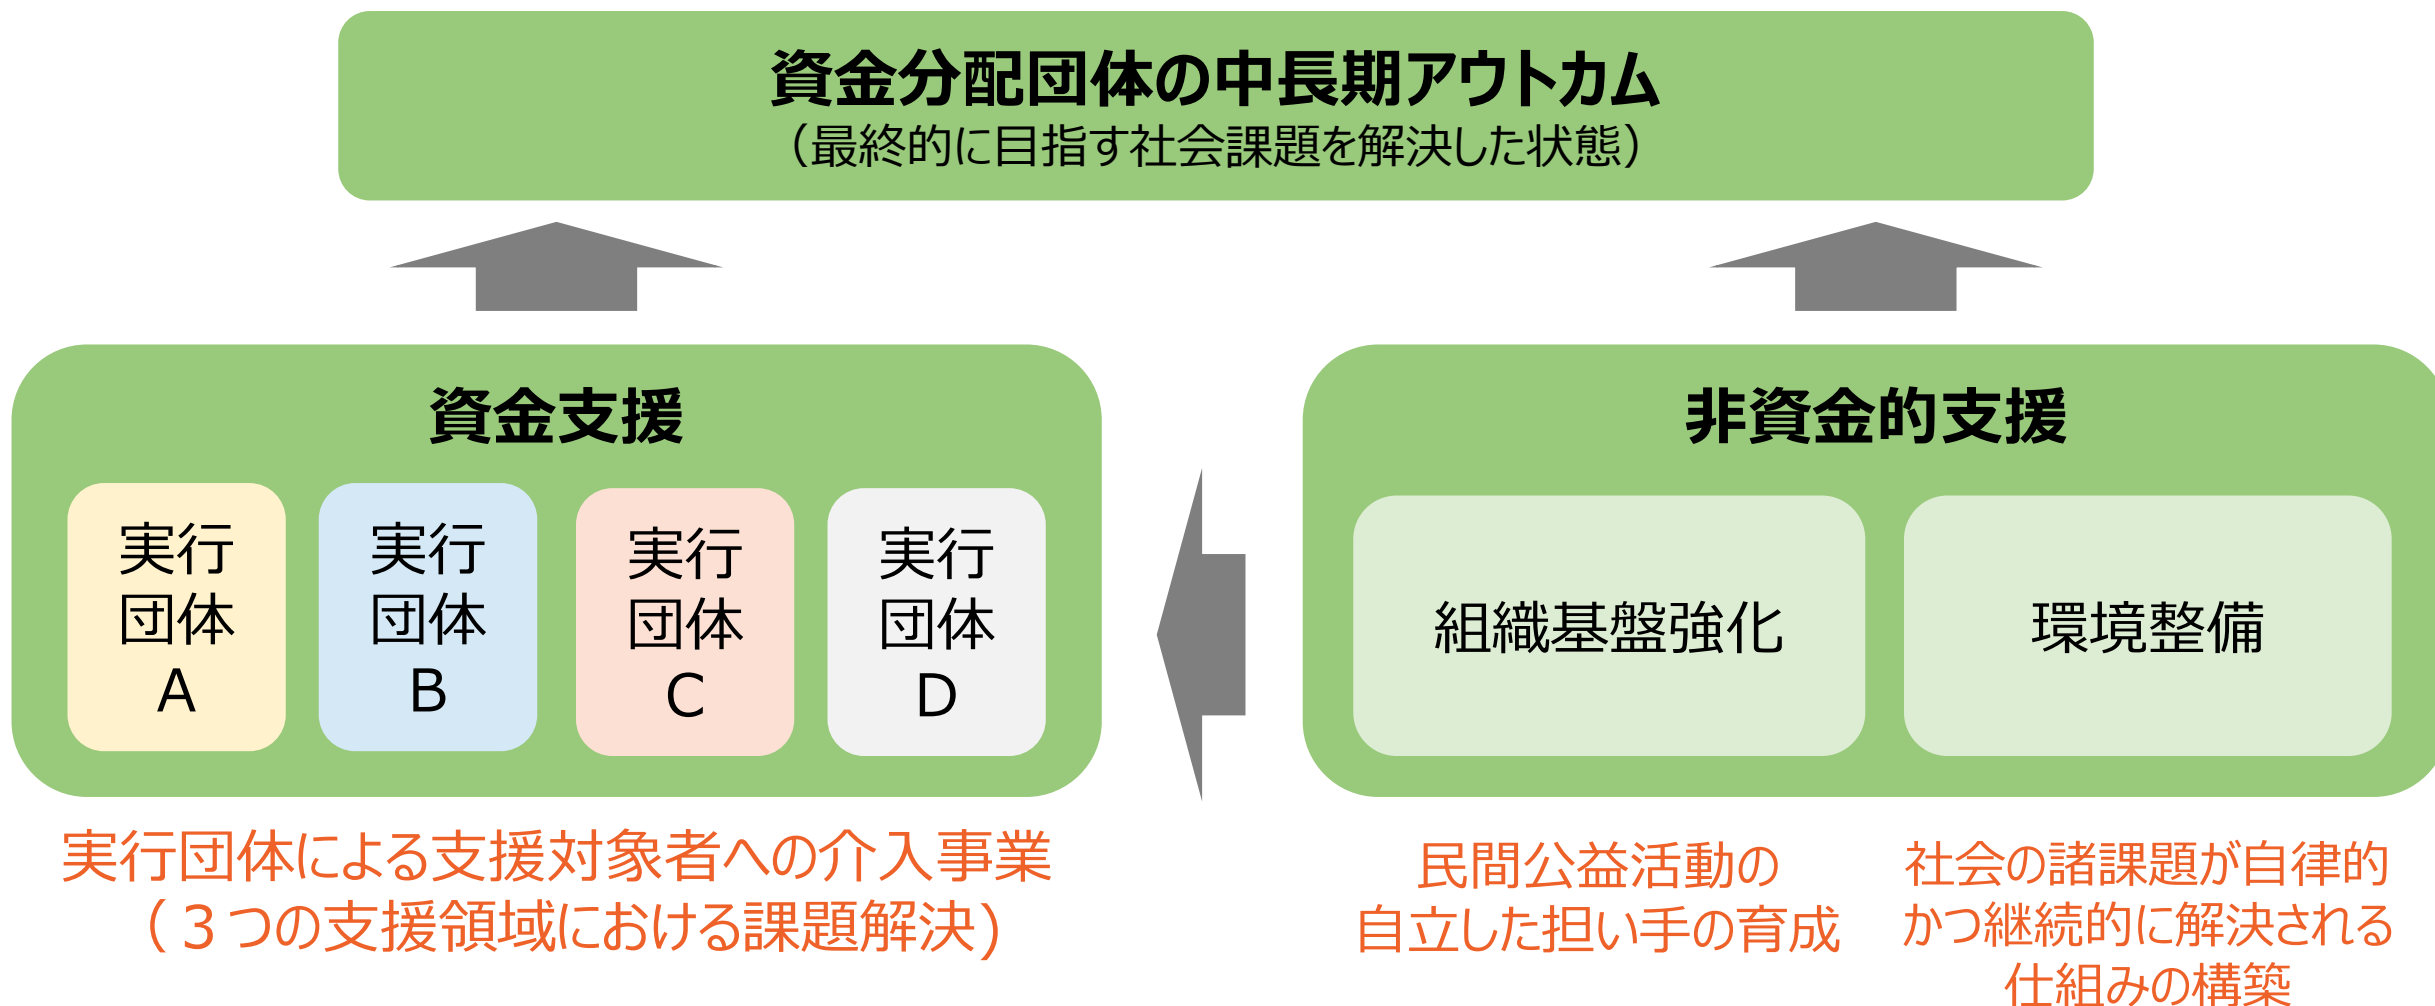 資金分配団体の中長期アウトカム
（最終的に目指す社会課題を解決した状態）
資金支援
実行
団体
A
実行
団体
B
実行
団体
C
実行
団体
D
実行団体による支援対象者への介入事業
（３つの支援領域における課題解決)
非資金的支援
組織基盤強化
環境整備
民間公益活動の
自立した担い手の育成
社会の諸課題が自律的
かつ継続的に解決される
仕組みの構築